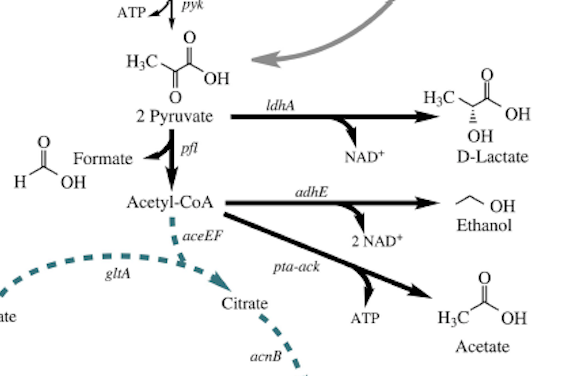 pyk
ATP
O
H₃C
OH
O
2 Pyruvate
ldhA
NAD⁺
O
H₃C
OH
OH
D-Lactate
O
H
OH
Formate
pfl
Acetyl-CoA
adhE
2 NAD⁺
OH
Ethanol
aceEF
gltA
pta-ack
ATP
Citrate
O
H₃C
OH
Acetate
ate
acnB